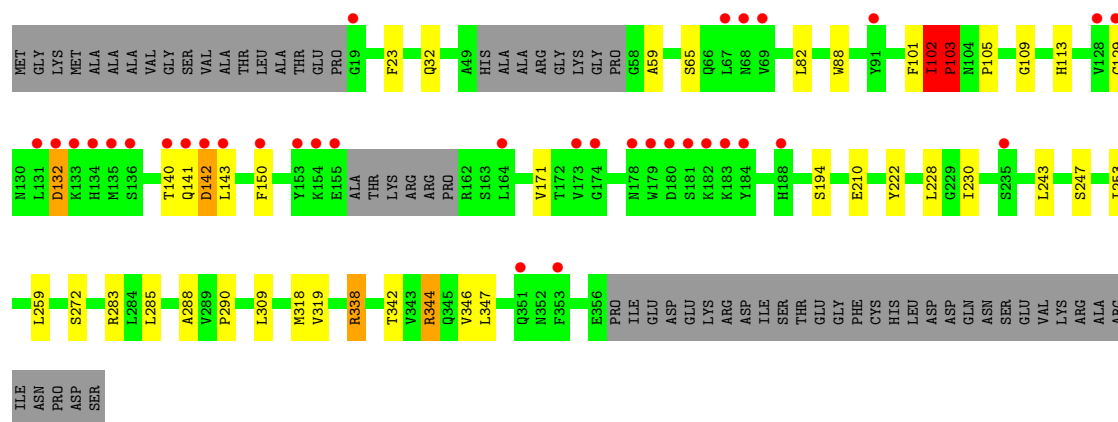 MET GLY LYS MET ALA ALA ALA VAL GLY SER VAL ALA THR LEU ALA THR GLU PRO G19 F23 Q32 A49 HIS ALA ALA ARG GLY LYS GLY PRO G58 A59 S65 Q66 L67 N68 V69 L82 W88 Y91 F101 I102 P103 N104 P105 G109 H113 V128 G129
N130 L131 D132 K133 H134 M135 S136 T140 Q141 D142 L143 F150 Y153 K154 E155 ALA THR LYS ARG ARG PRO R162 S163 L164 V171 T172 V173 G174 N178 W179 D180 S181 K182 K183 Y184 H188 S194 E210 Y222 L228 G229 I230 S235 L243 S247 I253
L259 S272 R283 L284 L285 A288 V289 P290 L309 M318 V319 R338 T342 V343 R344 Q345 V346 L347 Q351 N352 F353 E356 PRO ILE GLU ASP ASP GLU LYS ARG ASP ILE SER THR GLU GLY PHE CYS HIS LEU ASP ASP GLN ASN SER GLU VAL LYS ARG ALA ARG
ILE ASN PRO ASP SER